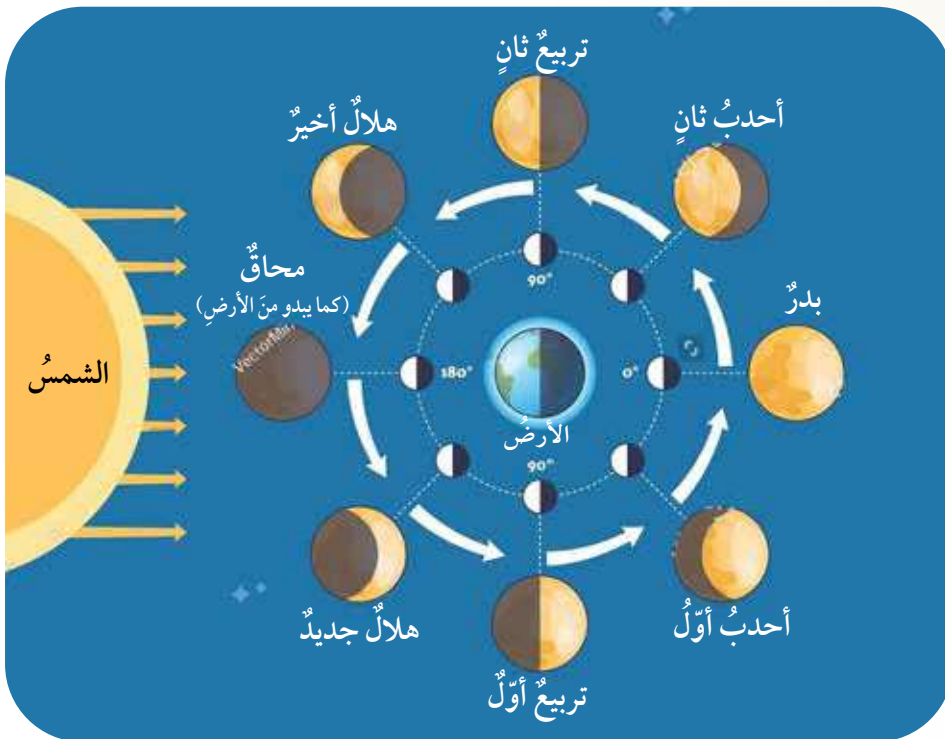 تربيعٌ ثانٍ
أحدبُ ثانٍ
هلالٌ أخيرٌ
محاقٌ
(كما يبدو منَ الأرضِ)
بدرٌ
الشمسُ
90°
180°
0°
الأرضُ
90°
هلالٌ جديدٌ
أحدبُ أوّلُ
تربيعٌ أوّلٌ